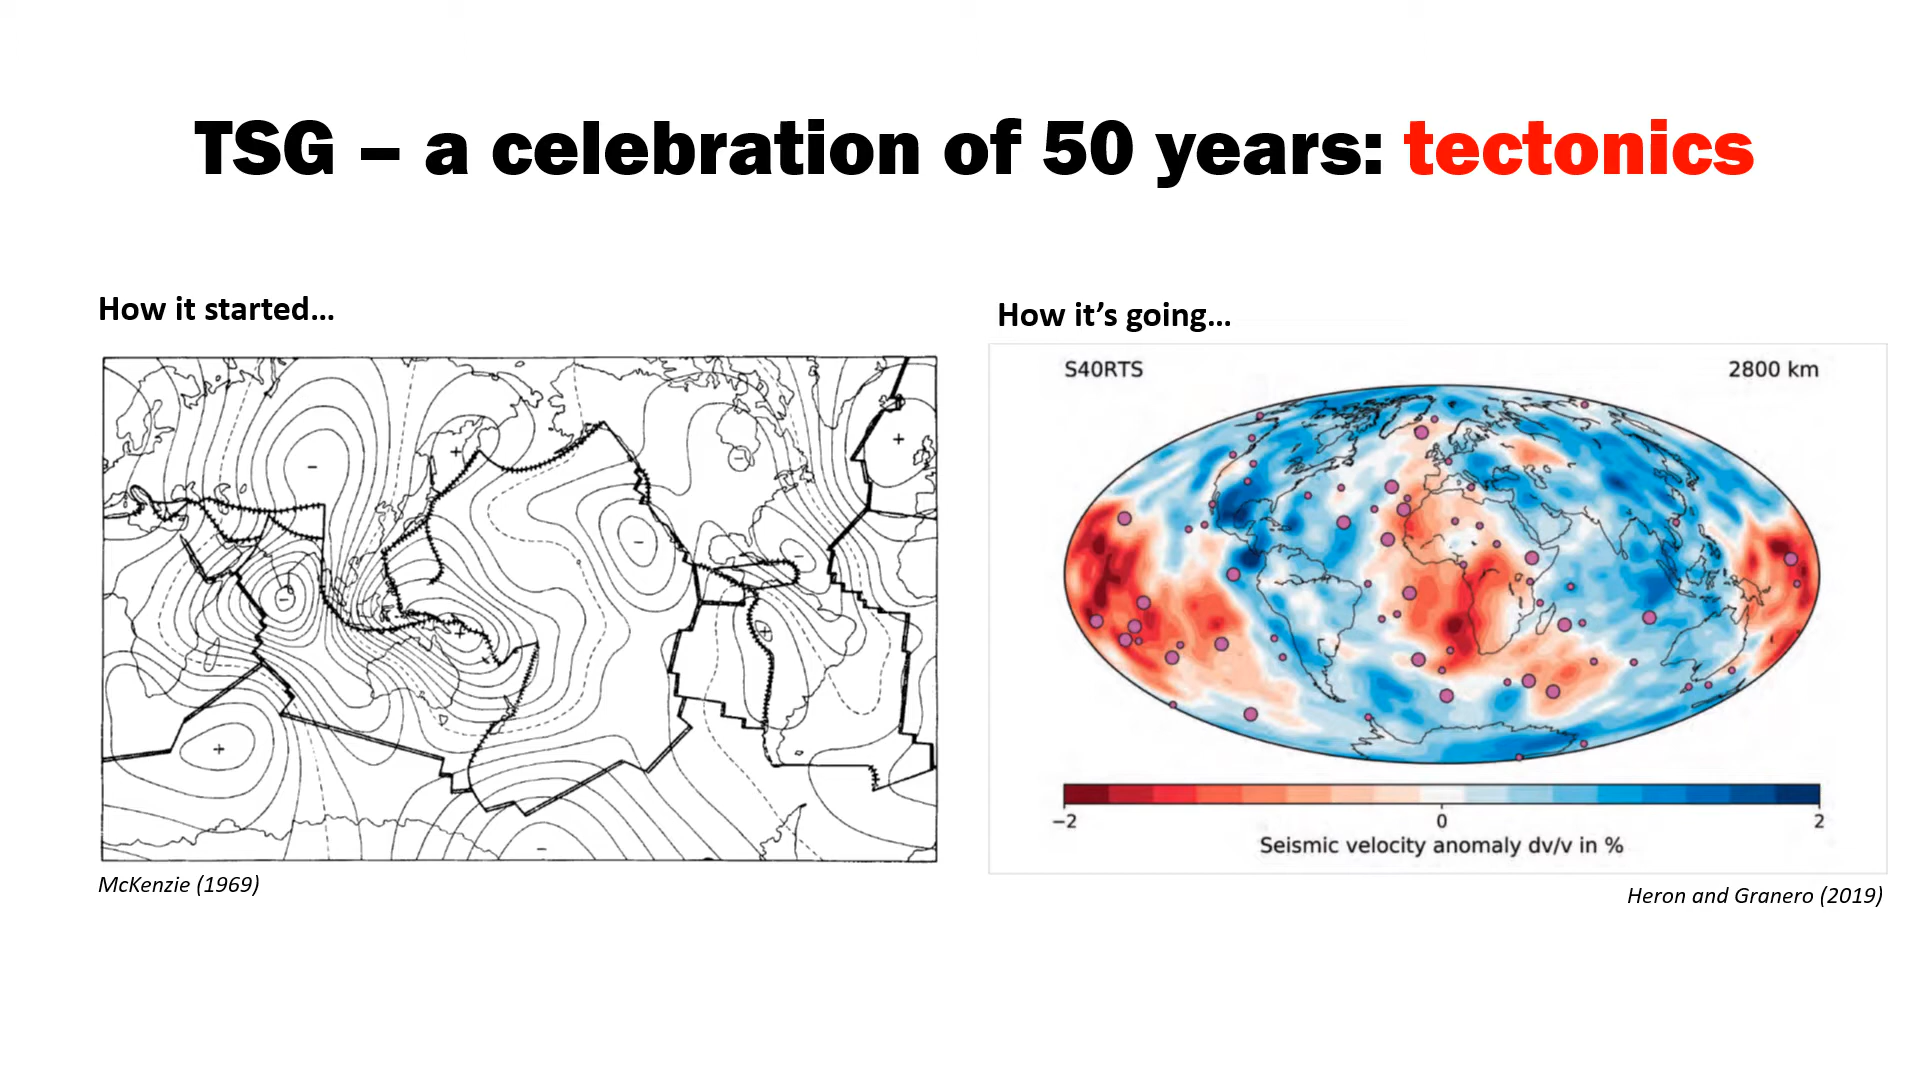 TSG – a celebration of 50 years: tectonics
How it started...
How it's going...
S40RTS
2800 km
−2
0
2
Seismic velocity anomaly dv/v in %
McKenzie (1969)
Heron and Granero (2019)